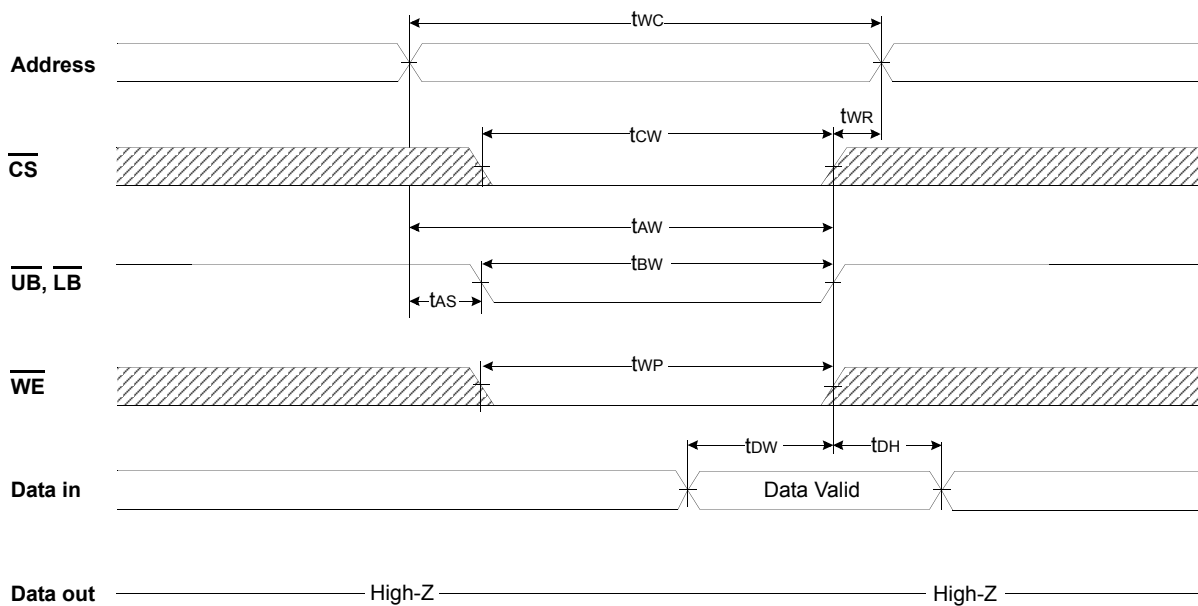 tWC
Address
tWR
tCW
CS
tAW
UB, LB
tBW
tAS
WE
tWP
tDW
tDH
Data in
Data Valid
Data out
High-Z
High-Z